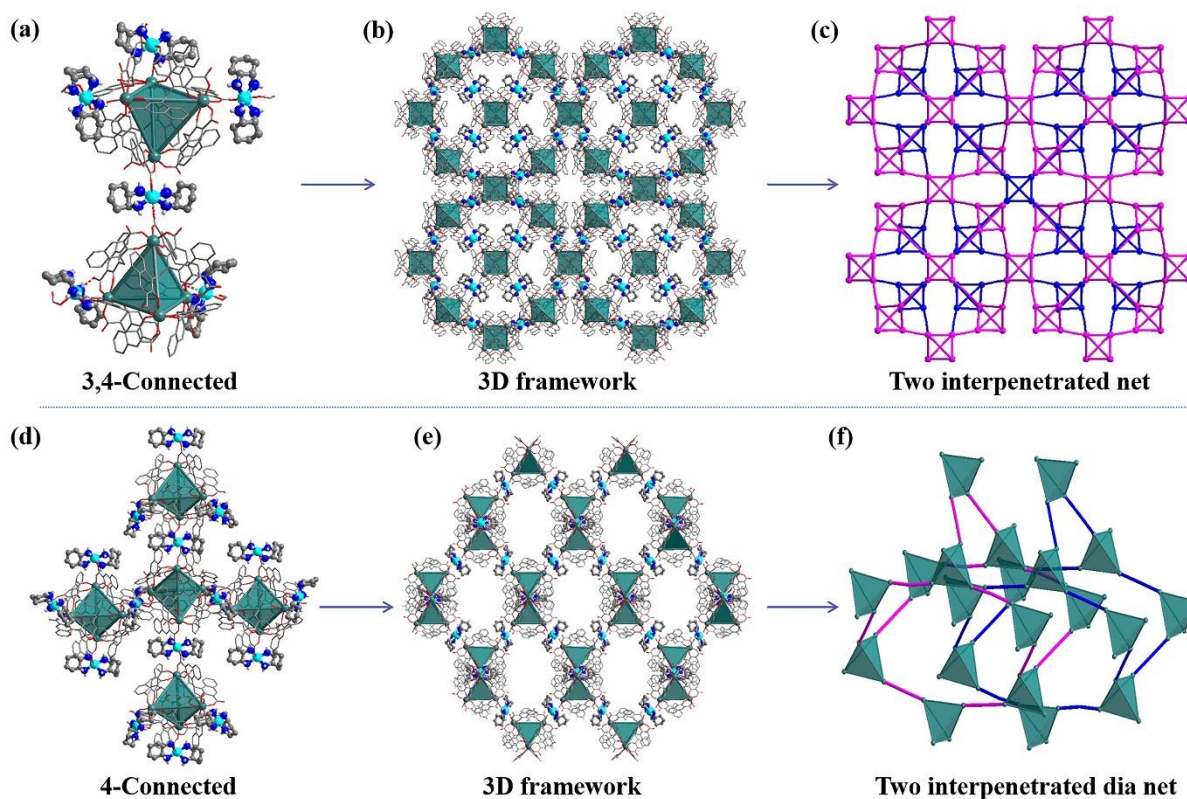 (a)
(b)
(c)
3,4-Connected
3D framework
Two interpenetrated net
(d)
(e)
(f)
4-Connected
3D framework
Two interpenetrated dia net